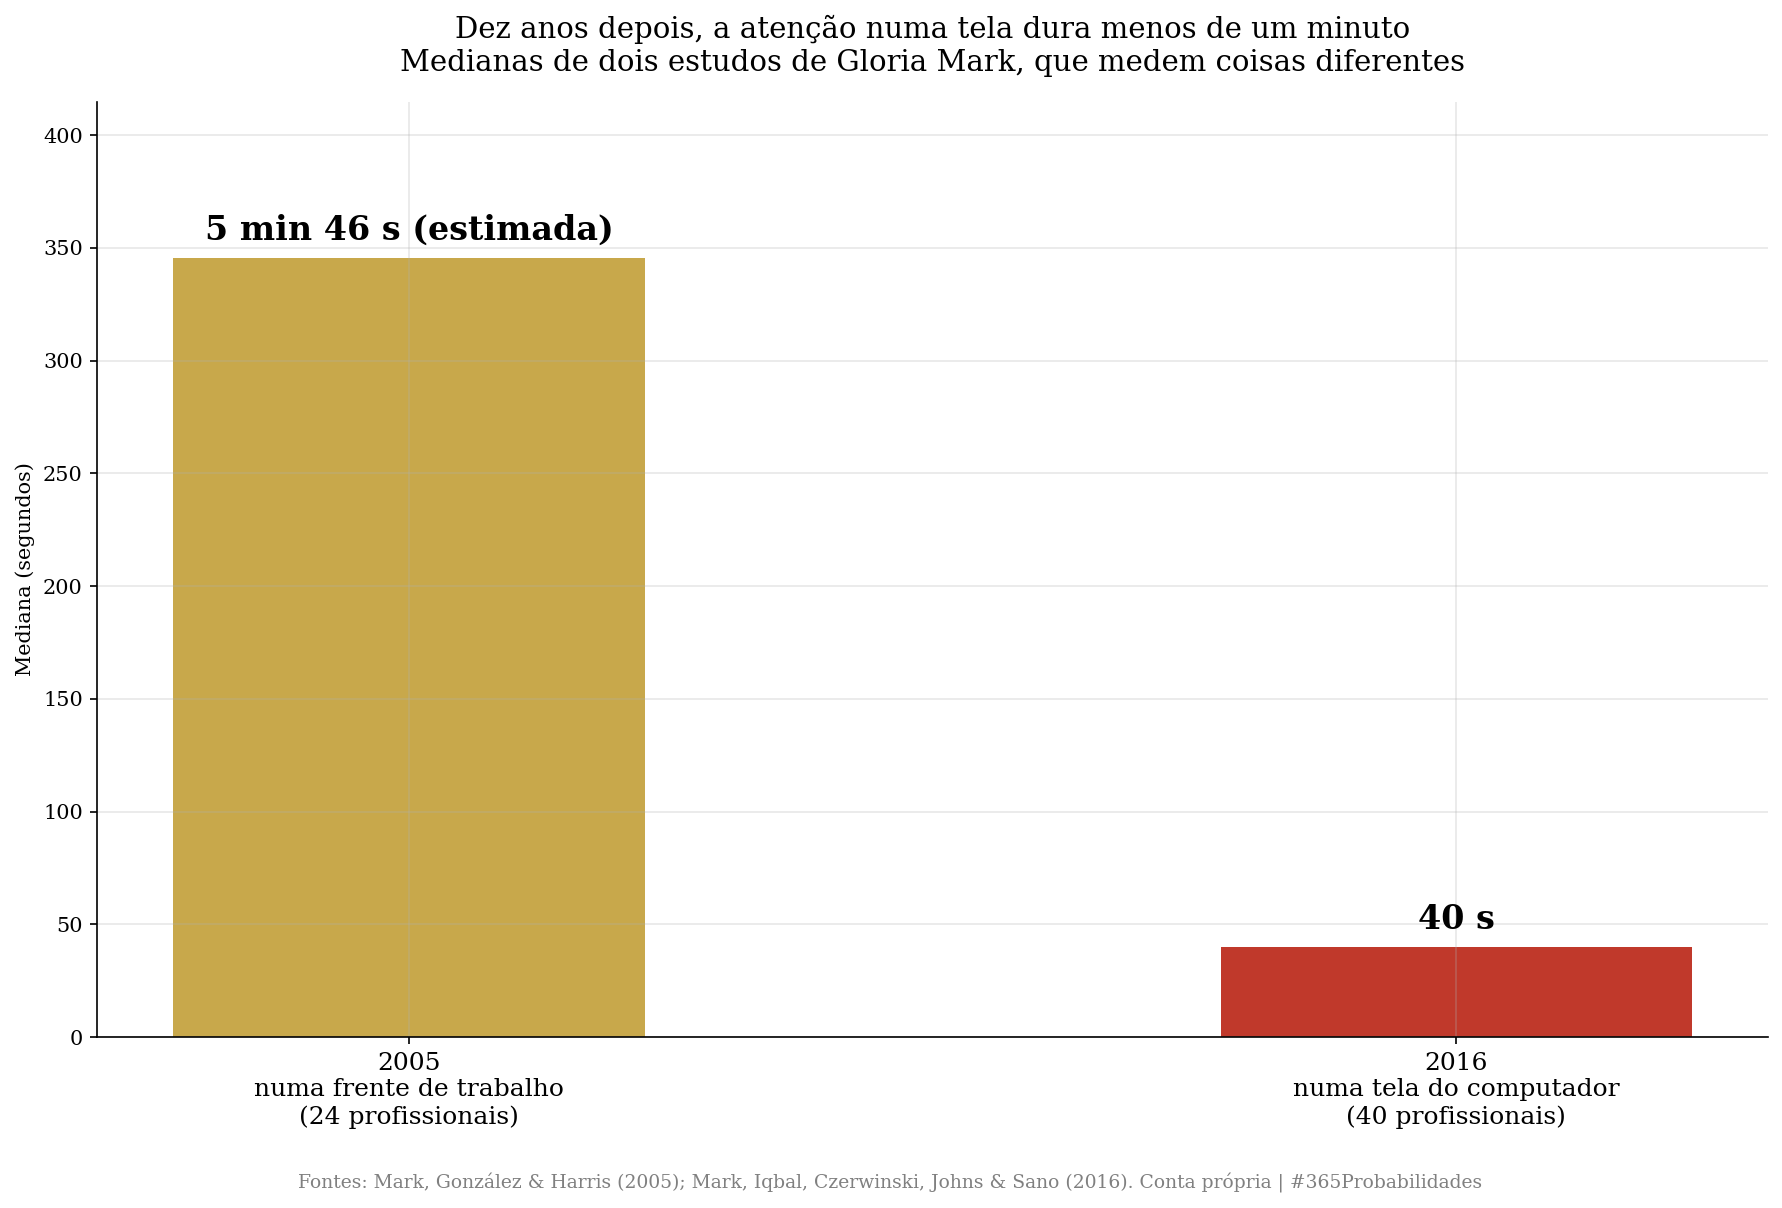 Dez anos depois, a atenção numa tela dura menos de um minuto
Medianas de dois estudos de Gloria Mark, que medem coisas diferentes
Mediana (segundos)
400
350
300
250
200
150
100
50
0
5 min 46 s (estimada)
40 s
2005
numa frente de trabalho
(24 profissionais)
2016
numa tela do computador
(40 profissionais)
Fontes: Mark, González & Harris (2005); Mark, Iqbal, Czerwinski, Johns & Sano (2016). Conta própria | #365Probabilidades